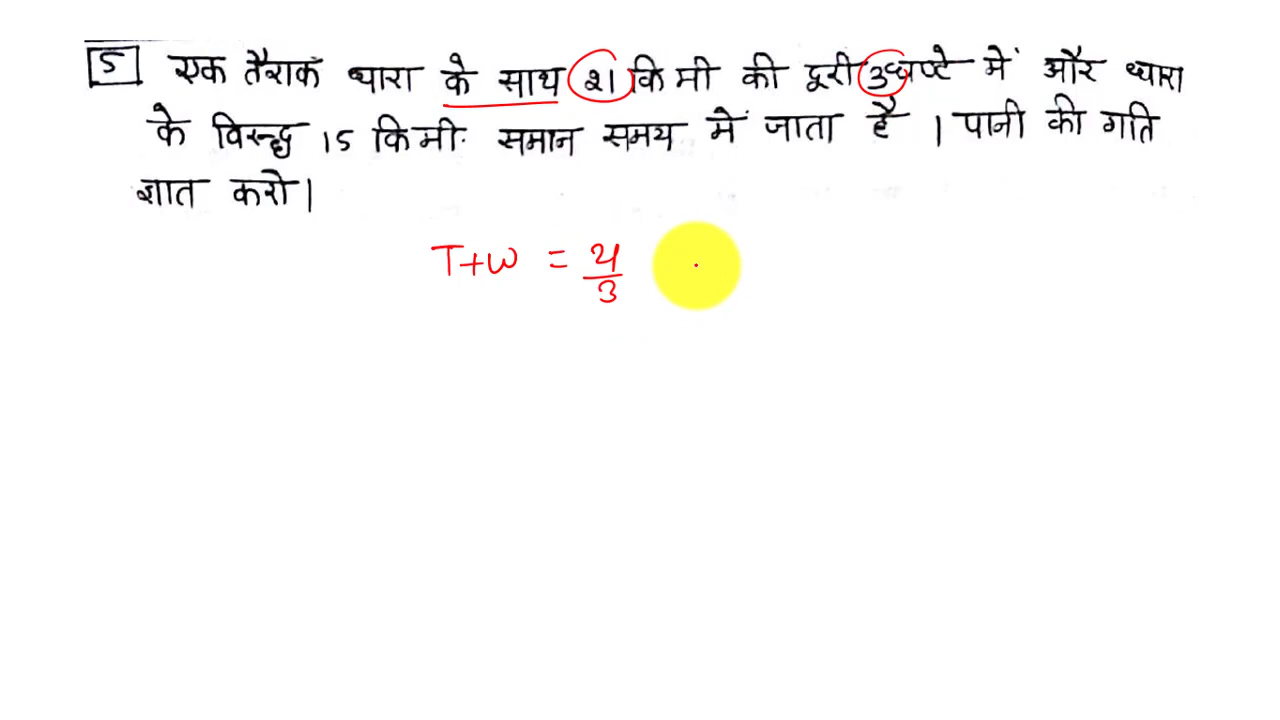 5 एक तैराक धारा के साथ 21 किमी की दूरी 3 घण्टे में और धारा
के विरूद्ध 15 किमी. समान समय में जाता है । पानी की गति
ज्ञात करो।
T+W = 21/3